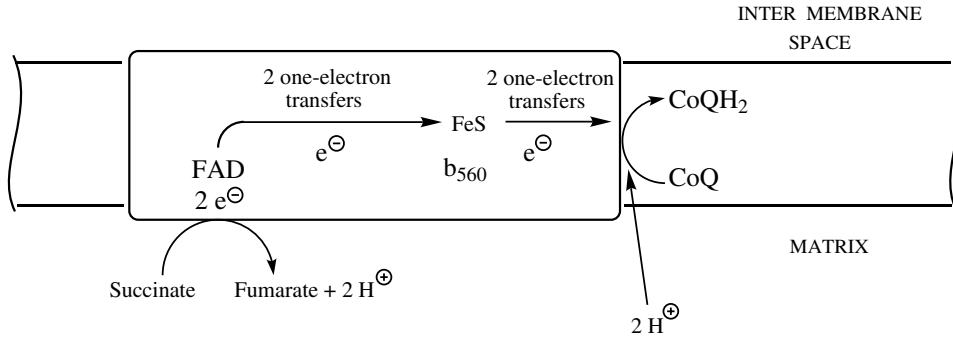 INTER MEMBRANE
SPACE
2 one-electron
transfers
2 one-electron
transfers
CoQH₂
FeS
e⊖
e⊖
b₅₆₀
FAD
2 e⊖
CoQ
MATRIX
Succinate
Fumarate + 2 H⊕
2 H⊕